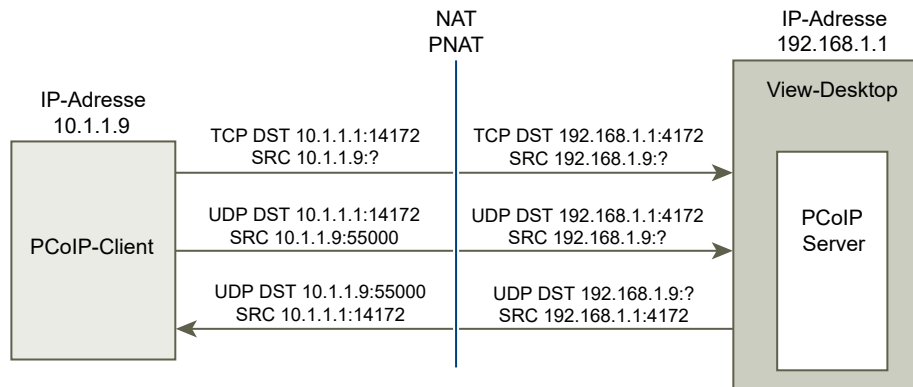 NAT
PNAT
IP-Adresse
192.168.1.1
View-Desktop
IP-Adresse
10.1.1.9
TCP DST 10.1.1.1:14172
SRC 10.1.1.9:?
TCP DST 192.168.1.1:4172
SRC 192.168.1.9:?
PCoIP-Client
UDP DST 10.1.1.1:14172
SRC 10.1.1.9:55000
UDP DST 192.168.1.1:4172
SRC 192.168.1.9:?
PCoIP
Server
UDP DST 10.1.1.9:55000
SRC 10.1.1.1:14172
UDP DST 192.168.1.9:?
SRC 192.168.1.1:4172